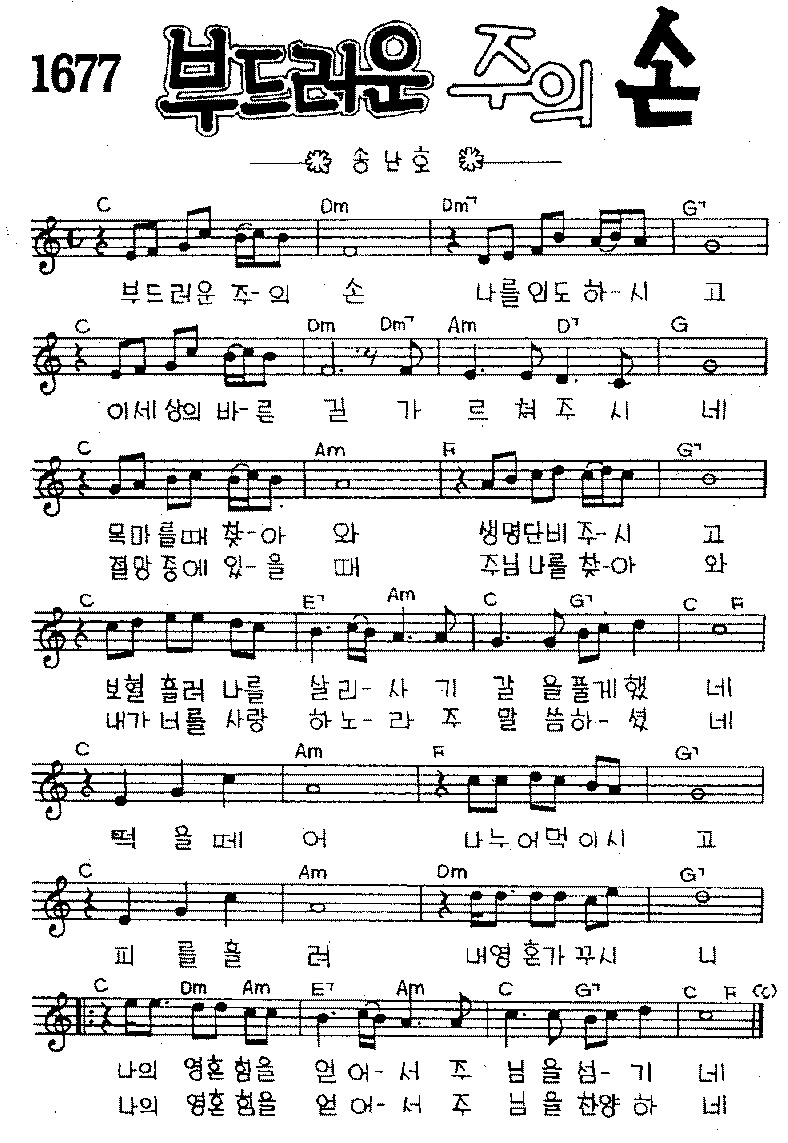 1677 부드러운 주의 손
송 난 호
C Dm Dm7 G7
부드러운 주-의 손 나를인도 하-시 고
C Dm Dm7 Am D7 G
이세상의 바-른 길 가 르 쳐 주 시 네
C Am F G7
목마를때 찾-아 와 생명단비 주-시 고
절망중에 있-을 때 주님나를 찾-아 와
C E7 Am C G7 C F
보혈 흘려 나를 살 리- 사 기 갈 을풀게했 네
내가 너를 사랑 하 노- 라 주 말 씀하-셨 네
C Am F G7
떡 을 떼 어 나누어먹이시 고
C Am Dm G7
피 를 흘 려 내영혼가꾸시 니
C Dm Am E7 Am C G7 C F (C)
나의 영혼힘을 얻 어- 서 주 님 을섬- 기 네
나의 영혼힘을 얻 어- 서 주 님 을찬양 하 네